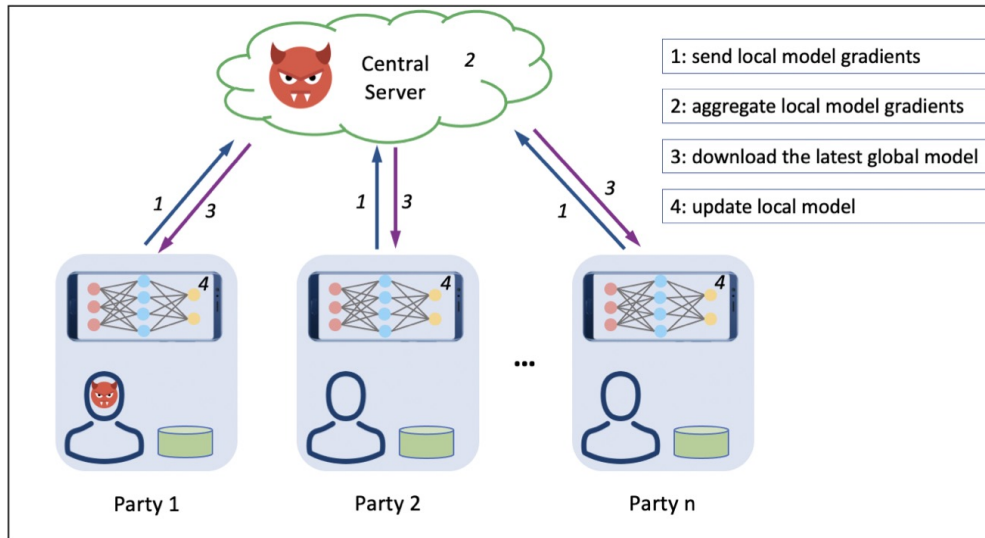 Central
Server
2
1: send local model gradients
2: aggregate local model gradients
3: download the latest global model
4: update local model
1
3
1
3
3
1
4
4
4
...
Party 1
Party 2
Party n